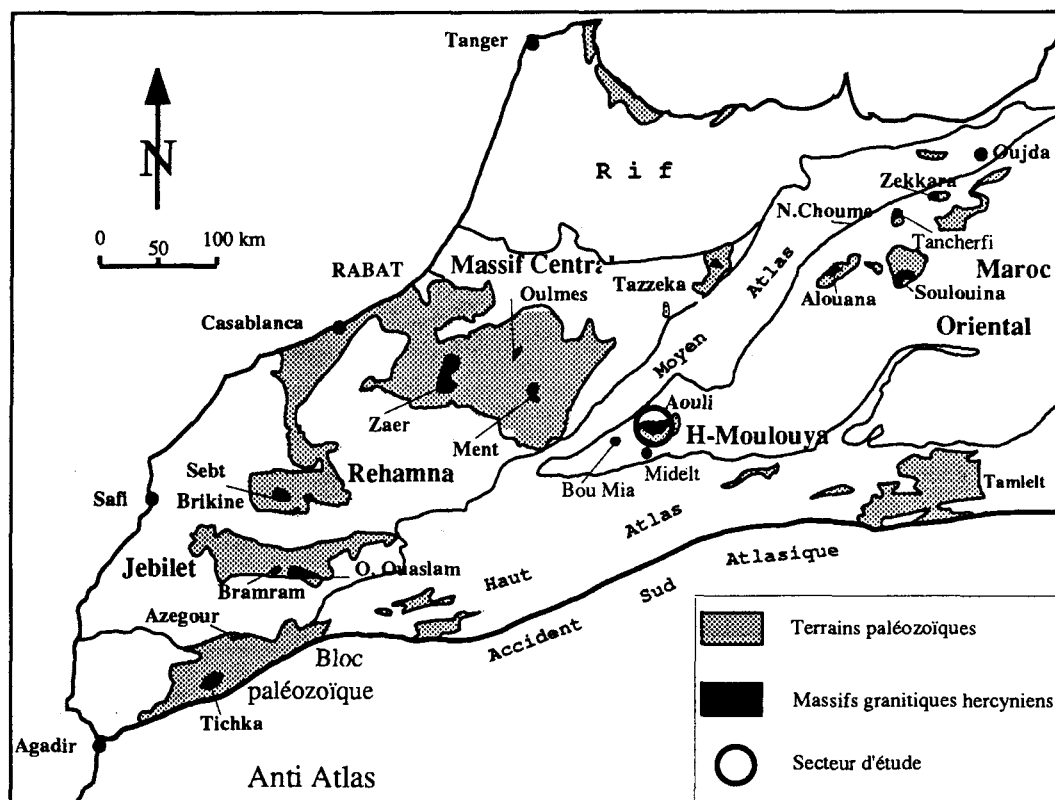 Tanger
N
0 50 100 km
R i f
Oujda
Zekkara
N.Choume
Tancherfi
RABAT
Massif Centra
Oulmes
Tazzeka
Atlas
Maroc
Alouana
Soulouina
Casablanca
Oriental
Moyen
Aouli
Zaer
Ment
H-Moulouya
Sebt
Brikine
Rehamna
Bou Mia
Midelt
Tamlelt
Safi
Atlas
Jebilet
O. Ouaslam
Haut
Sud
Atlasique
Bramram
Azegour
Accident
Bloc
paléozoïque
Tichka
Agadir
Anti Atlas
Terrains paléozoïques
Massifs granitiques hercyniens
Secteur d'étude